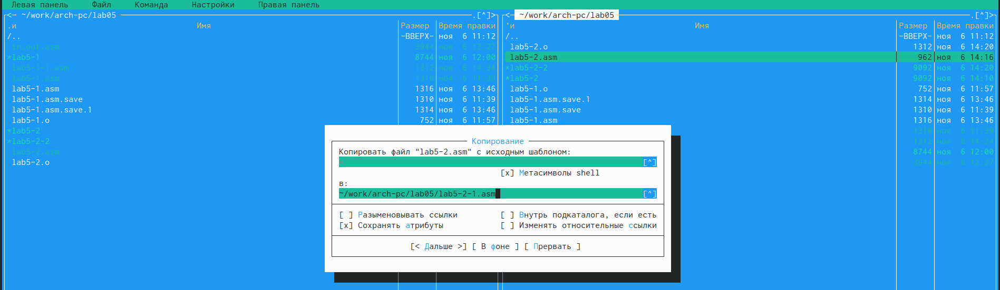 Левая панель     Файл     Команда     Настройки     Правая панель
<─ ~/work/arch-pc/lab05 ─.[^]>
.и Имя Размер Время правки
/.. -ВВЕРХ- ноя  6 11:12
in_out.asm 3944 ноя  6 12:27
*lab5-1 8744 ноя  6 12:00
lab5-1-1.asm 1312 ноя  6 14:34
lab5-1.asm 1310 ноя  6 11:39
lab5-1.asm 1316 ноя  6 13:46
lab5-1.asm.save 1310 ноя  6 11:39
lab5-1.asm.save.1 1314 ноя  6 13:46
lab5-1.o 752 ноя  6 11:57
*lab5-2
*lab5-2-2
lab5-2.asm
lab5-2.o
<─ ~/work/arch-pc/lab05 ─.[^]>
'и Имя Размер Время правки
/.. -ВВЕРХ- ноя  6 11:12
lab5-2.o 1312 ноя  6 14:20
lab5-2.asm 962 ноя  6 14:16
*lab5-2-2 9092 ноя  6 14:20
*lab5-2 9092 ноя  6 14:10
lab5-1.o 752 ноя  6 11:57
lab5-1.asm.save.1 1314 ноя  6 13:46
lab5-1.asm.save 1310 ноя  6 11:39
lab5-1.asm 1316 ноя  6 13:46
1310 ноя  6 11:39
1312 ноя  6 14:34
8744 ноя  6 12:00
3944 ноя  6 12:27
Копирование
Копировать файл "lab5-2.asm" с исходным шаблоном:
[^]
[x] Метасимволы shell
в:
~/work/arch-pc/lab05/lab5-2-1.asm [^]
[ ] Разыменовывать ссылки [ ] Внутрь подкаталога, если есть
[x] Сохранять атрибуты [ ] Изменять относительные ссылки
[< Дальше >] [ В фоне ] [ Прервать ]